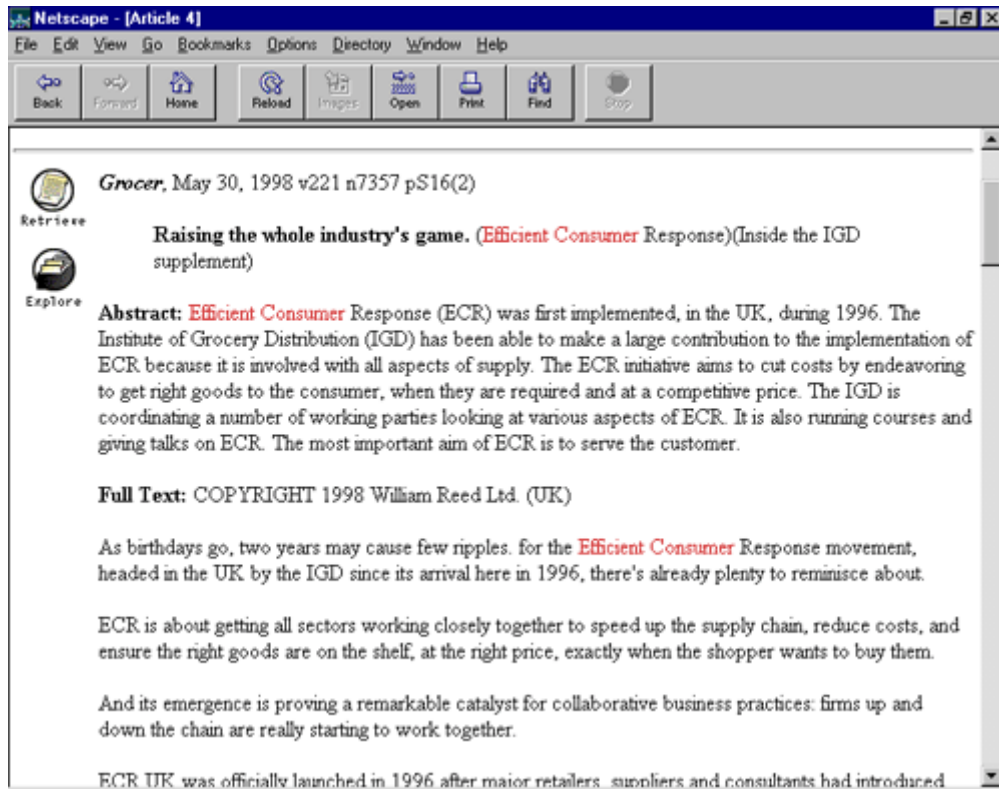 Netscape - [Article 4]
File Edit View Go Bookmarks Options Directory Window Help
Back Forward Home Reload Images Open Print Find Stop
Grocer, May 30, 1998 v221 n7357 pS16(2)
Retrieve
Raising the whole industry's game. (Efficient Consumer Response)(Inside the IGD
supplement)
Explore
Abstract: Efficient Consumer Response (ECR) was first implemented, in the UK, during 1996. The
Institute of Grocery Distribution (IGD) has been able to make a large contribution to the implementation of
ECR because it is involved with all aspects of supply. The ECR initiative aims to cut costs by endeavoring
to get right goods to the consumer, when they are required and at a competitive price. The IGD is
coordinating a number of working parties looking at various aspects of ECR. It is also running courses and
giving talks on ECR. The most important aim of ECR is to serve the customer.
Full Text: COPYRIGHT 1998 William Reed Ltd. (UK)
As birthdays go, two years may cause few ripples. for the Efficient Consumer Response movement,
headed in the UK by the IGD since its arrival here in 1996, there's already plenty to reminisce about.
ECR is about getting all sectors working closely together to speed up the supply chain, reduce costs, and
ensure the right goods are on the shelf, at the right price, exactly when the shopper wants to buy them.
And its emergence is proving a remarkable catalyst for collaborative business practices: firms up and
down the chain are really starting to work together.
ECR UK was officially launched in 1996 after major retailers, suppliers and consultants had introduced